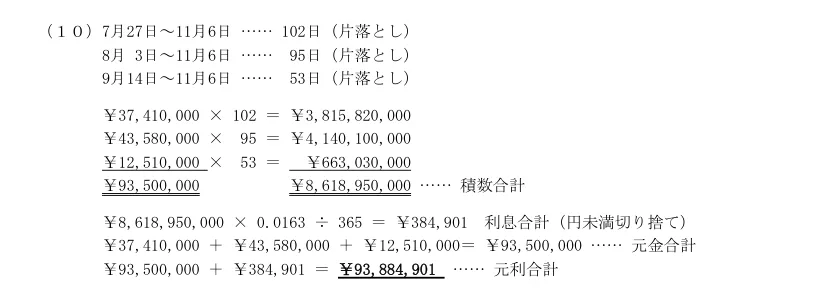 （１０）7月27日～11月6日 …… 102日（片落とし）
8月 3日～11月6日 …… 95日（片落とし）
9月14日～11月6日 …… 53日（片落とし）
￥37,410,000 × 102 ＝ ￥3,815,820,000
￥43,580,000 × 95 ＝ ￥4,140,100,000
￥12,510,000 × 53 ＝ ￥663,030,000
￥93,500,000 ￥8,618,950,000 …… 積数合計
￥8,618,950,000 × 0.0163 ÷ 365 ＝ ￥384,901 利息合計（円未満切り捨て）
￥37,410,000 ＋ ￥43,580,000 ＋ ￥12,510,000＝ ￥93,500,000 …… 元金合計
￥93,500,000 ＋ ￥384,901 ＝ ￥93,884,901 …… 元利合計